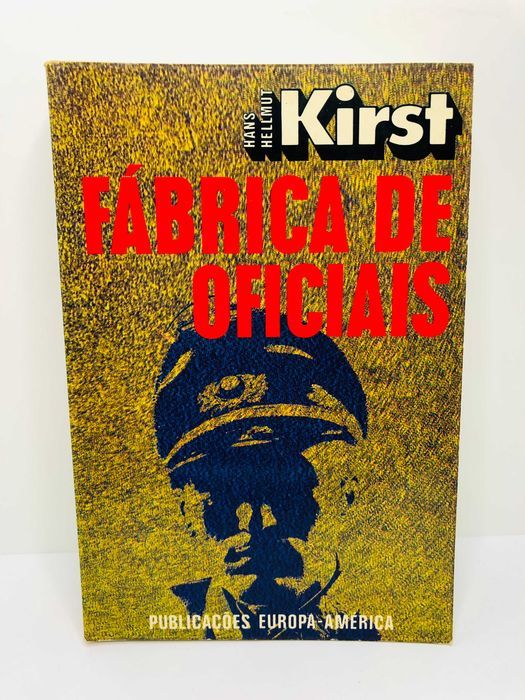 HANS
HELLMUT
Kirst
FÁBRICA DE
OFICIAIS
PUBLICAÇÕES EUROPA-AMÉRICA